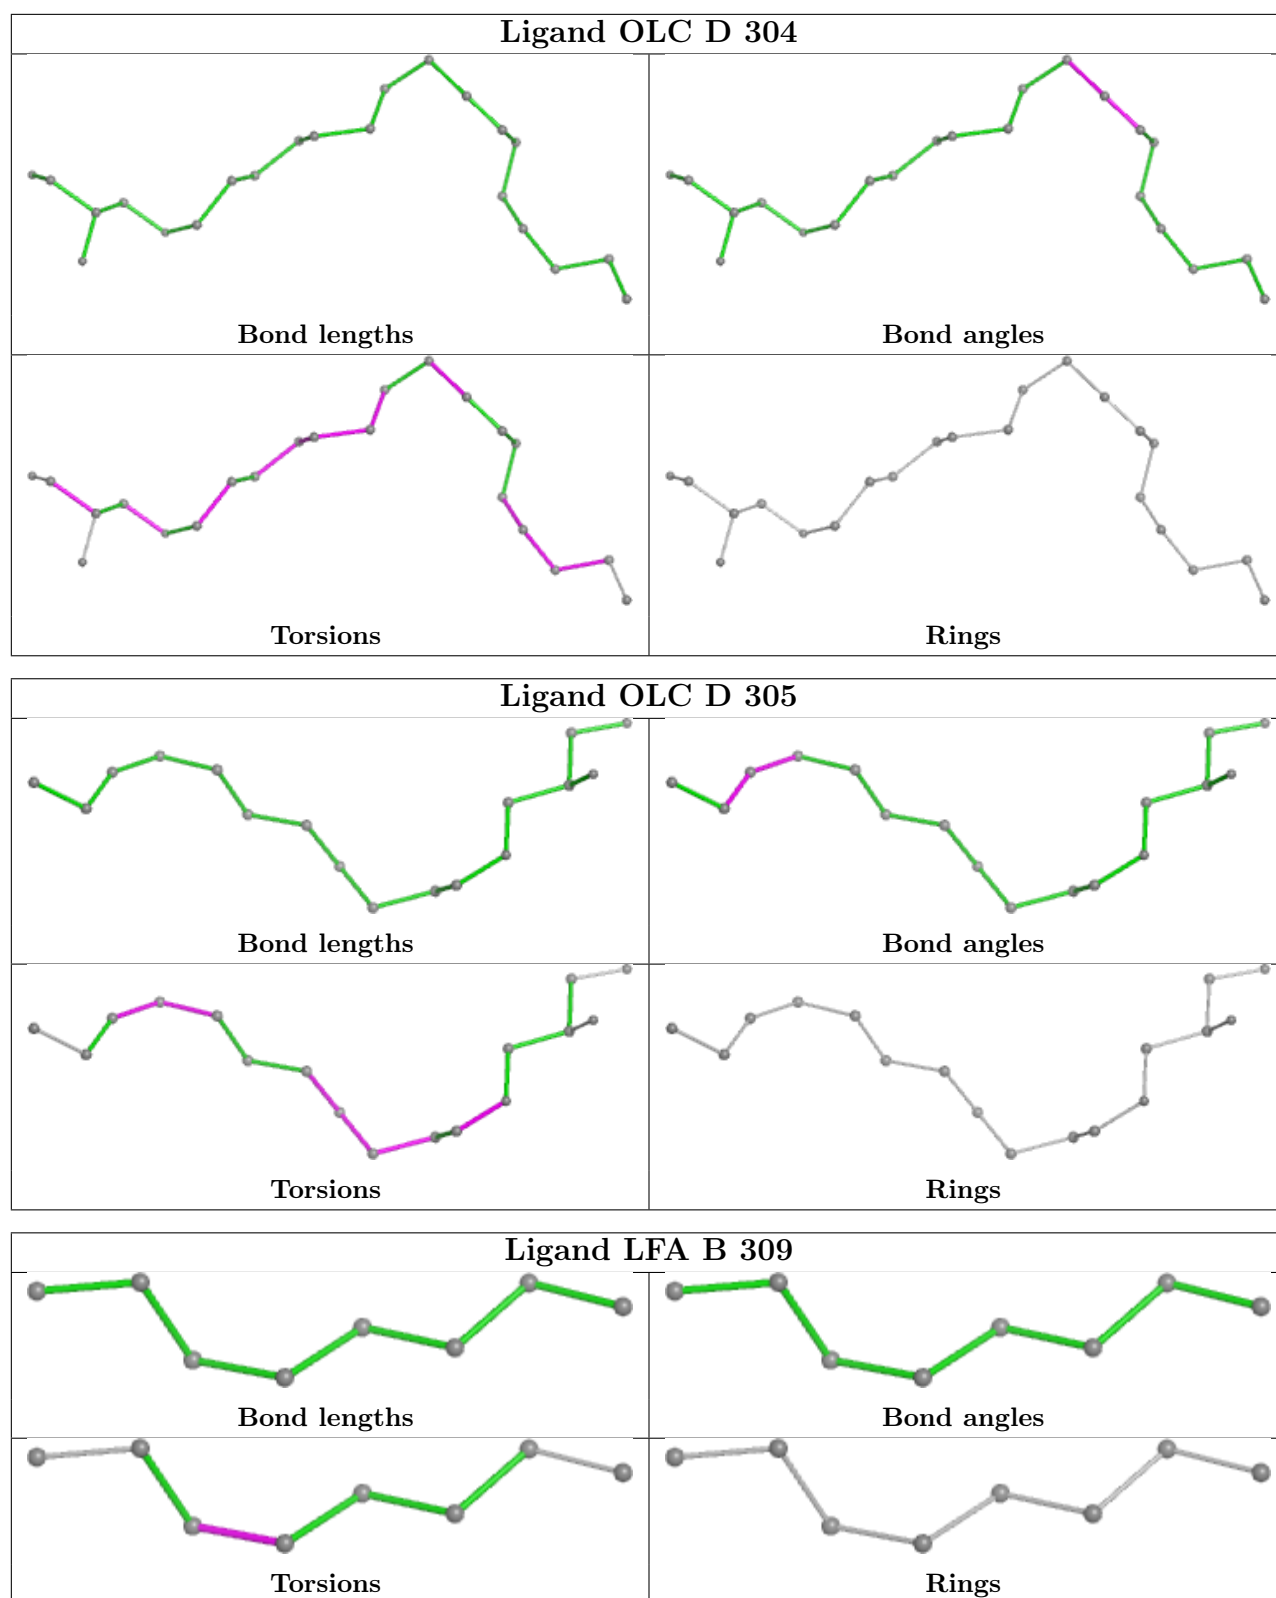 Ligand OLC D 304
Bond lengths
Bond angles
Torsions
Rings
Ligand OLC D 305
Bond lengths
Bond angles
Torsions
Rings
Ligand LFA B 309
Bond lengths
Bond angles
Torsions
Rings